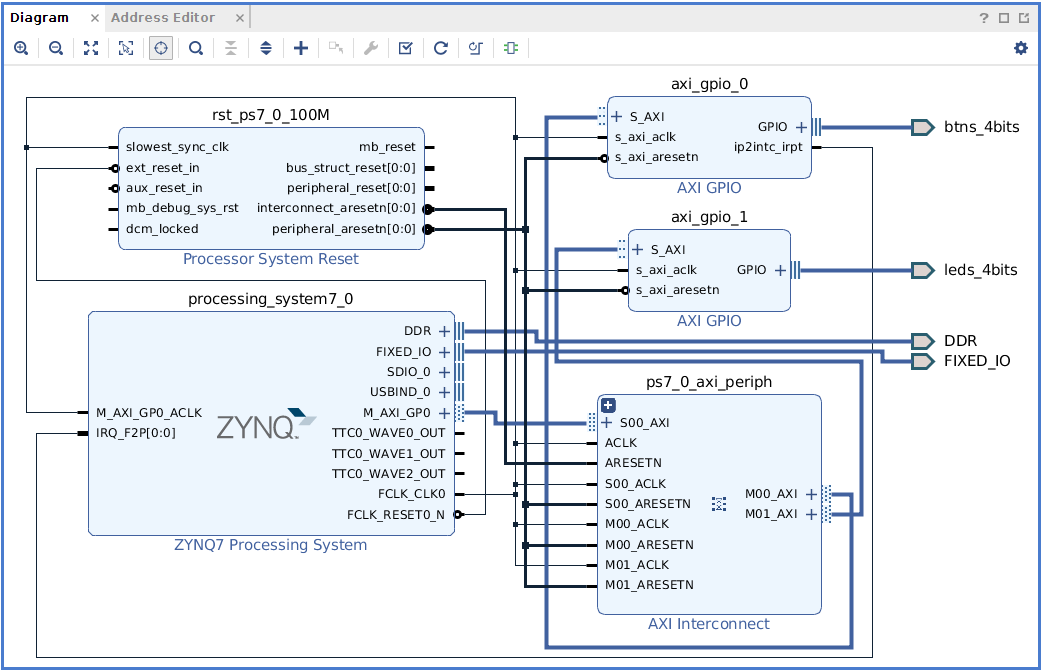 Diagram × Address Editor × ?
axi_gpio_0
S_AXI
s_axi_aclk
s_axi_aresetn
GPIO
ip2intc_irpt
AXI GPIO
btns_4bits
rst_ps7_0_100M
slowest_sync_clk
ext_reset_in
aux_reset_in
mb_debug_sys_rst
dcm_locked
mb_reset
bus_struct_reset[0:0]
peripheral_reset[0:0]
interconnect_aresetn[0:0]
peripheral_aresetn[0:0]
Processor System Reset
axi_gpio_1
S_AXI
s_axi_aclk
s_axi_aresetn
GPIO
AXI GPIO
leds_4bits
DDR
FIXED_IO
processing_system7_0
M_AXI_GP0_ACLK
IRQ_F2P[0:0]
ZYNQ™
DDR
FIXED_IO
SDIO_0
USBIND_0
M_AXI_GP0
TTC0_WAVE0_OUT
TTC0_WAVE1_OUT
TTC0_WAVE2_OUT
FCLK_CLK0
FCLK_RESET0_N
ZYNQ7 Processing System
ps7_0_axi_periph
S00_AXI
ACLK
ARESETN
S00_ACLK
S00_ARESETN
M00_ACLK
M00_ARESETN
M01_ACLK
M01_ARESETN
M00_AXI
M01_AXI
AXI Interconnect